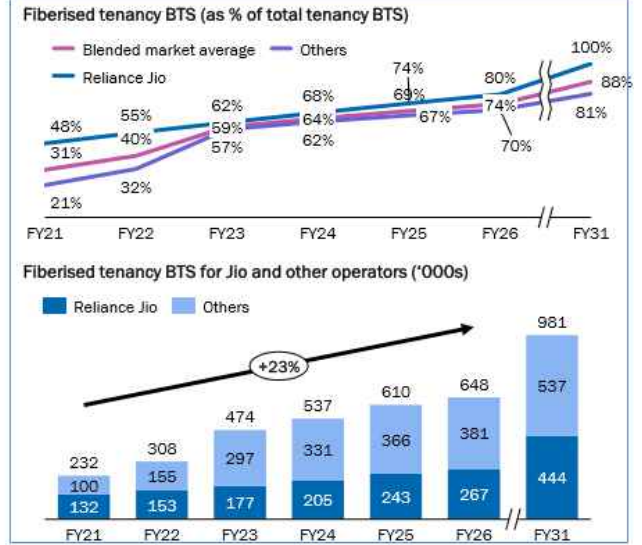 Fiberised tenancy BTS (as % of total tenancy BTS)
Blended market average Others
Reliance Jio
48% 55% 62% 68% 74% 80% 100%
31% 40% 59% 64% 69% 74% 88%
21% 32% 57% 62% 67% 70% 81%
FY21 FY22 FY23 FY24 FY25 FY26 FY31
Fiberised tenancy BTS for Jio and other operators ('000s)
Reliance Jio Others
+23%
232 308 474 537 610 648 981
100 155 297 331 366 381 537
132 153 177 205 243 267 444
FY21 FY22 FY23 FY24 FY25 FY26 FY31